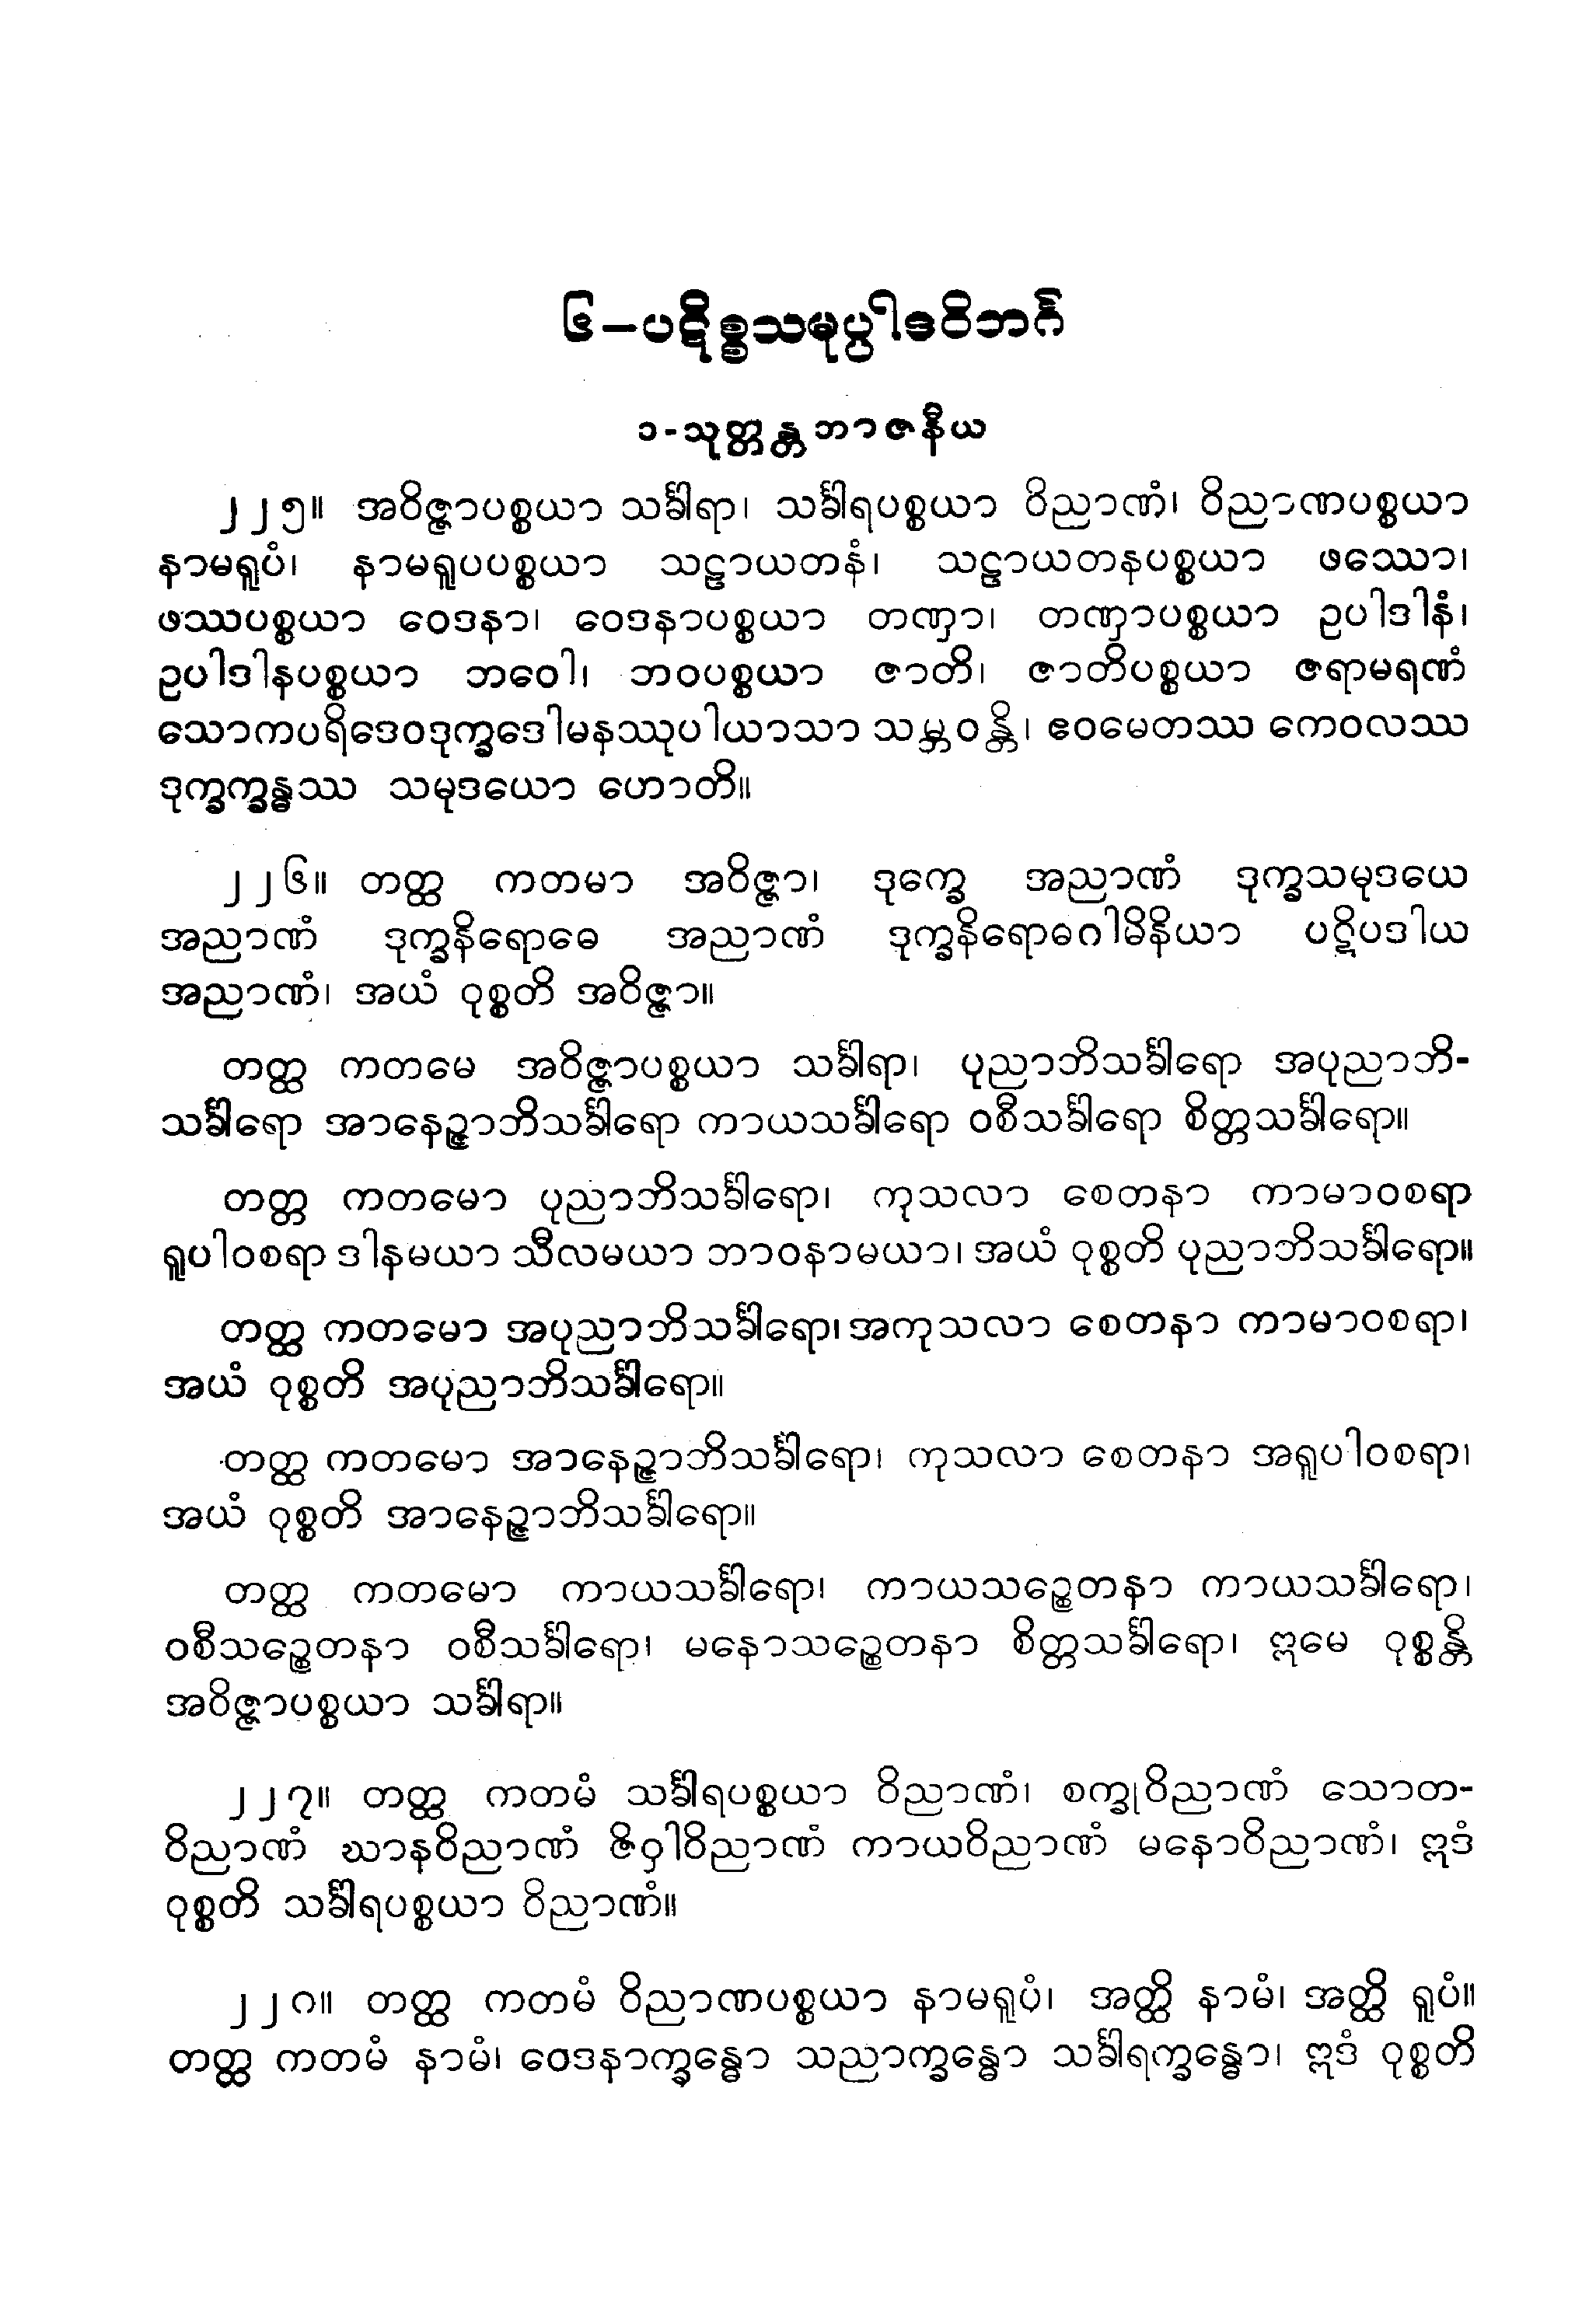 ၆-ပဋိစ္စသမုပ္ပါဒဝိဘင်္ဂ
၁-သုတ္တန္တဘာဇနီယ
၂၂၅။ အဝိဇ္ဇာပစ္စယာ သင်္ခါရာ၊ သင်္ခါရပစ္စယာ ဝိညာဏံ၊ ဝိညာဏပစ္စယာ
နာမရူပံ၊ နာမရူပပစ္စယာ သဠာယတနံ၊ သဠာယတနပစ္စယာ ဖဿော၊
ဖဿပစ္စယာ ဝေဒနာ၊ ဝေဒနာပစ္စယာ တဏှာ၊ တဏှာပစ္စယာ ဥပါဒါနံ၊
ဥပါဒါနပစ္စယာ ဘဝေါ၊ ဘဝပစ္စယာ ဇာတိ၊ ဇာတိပစ္စယာ ဇရာမရဏံ
သောကပရိဒေဝဒုက္ခဒေါမနဿုပါယာသာ သမ္ဘဝန္တိ၊ ဧဝမေတဿ ကေဝလဿ
ဒုက္ခက္ခန္ဓဿ သမုဒယော ဟောတိ။
၂၂၆။ တတ္ထ ကတမာ အဝိဇ္ဇာ၊ ဒုက္ခေ အညာဏံ ဒုက္ခသမုဒယေ
အညာဏံ ဒုက္ခနိရောဓေ အညာဏံ ဒုက္ခနိရောဓဂါမိနိယာ ပဋိပဒါယ
အညာဏံ၊ အယံ ဝုစ္စတိ အဝိဇ္ဇာ။
တတ္ထ ကတမေ အဝိဇ္ဇာပစ္စယာ သင်္ခါရာ၊ ပုညာဘိသင်္ခါရော အပုညာဘိ-
သင်္ခါရော အာနေဉ္ဇာဘိသင်္ခါရော ကာယသင်္ခါရော ဝစီသင်္ခါရော စိတ္တသင်္ခါရော။
တတ္တ ကတမော ပုညာဘိသင်္ခါရော၊ ကုသလာ စေတနာ ကာမာဝစရာ
ရူပါဝစရာ ဒါနမယာ သီလမယာ ဘာဝနာမယာ၊ အယံ ဝုစ္စတိ ပုညာဘိသင်္ခါရော။
တတ္ထ ကတမော အပုညာဘိသင်္ခါရော၊ အကုသလာ စေတနာ ကာမာဝစရာ၊
အယံ ဝုစ္စတိ အပုညာဘိသင်္ခါရော။
တတ္ထ ကတမော အာနေဉ္ဇာဘိသင်္ခါရော၊ ကုသလာ စေတနာ အရူပါဝစရာ၊
အယံ ဝုစ္စတိ အာနေဉ္ဇာဘိသင်္ခါရော။
တတ္ထ ကတမော ကာယသင်္ခါရော၊ ကာယသဉ္စေတနာ ကာယသင်္ခါရော၊
ဝစီသဉ္စေတနာ ဝစီသင်္ခါရော၊ မနောသဉ္စေတနာ စိတ္တသင်္ခါရော၊ ဣမေ ဝုစ္စန္တိ
အဝိဇ္ဇာပစ္စယာ သင်္ခါရာ။
၂၂၇။ တတ္ထ ကတမံ သင်္ခါရပစ္စယာ ဝိညာဏံ၊ စက္ခုဝိညာဏံ သောတ-
ဝိညာဏံ ဃာနဝိညာဏံ ဇိဝှါဝိညာဏံ ကာယဝိညာဏံ မနောဝိညာဏံ၊ ဣဒံ
ဝုစ္စတိ သင်္ခါရပစ္စယာ ဝိညာဏံ။
၂၂၈။ တတ္ထ ကတမံ ဝိညာဏပစ္စယာ နာမရူပံ၊ အတ္ထိ နာမံ၊ အတ္ထိ ရူပံ။
တတ္ထ ကတမံ နာမံ၊ ဝေဒနာက္ခန္ဓော သညာက္ခန္ဓော သင်္ခါရက္ခန္ဓော၊ ဣဒံ ဝုစ္စတိ